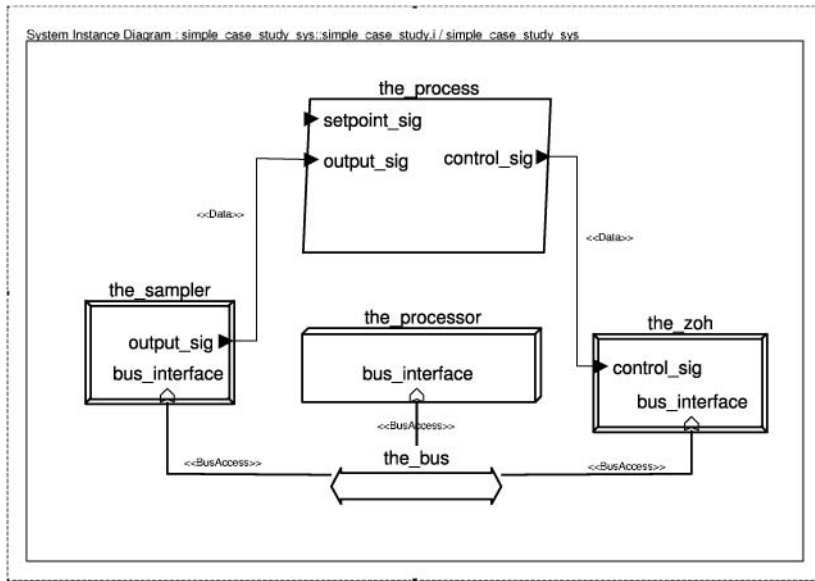 System Instance Diagram : simple_case_study_sys::simple_case_study.i / simple_case_study_sys
the_process
setpoint_sig
output_sig
control_sig
<<Data>>
<<Data>>
the_sampler
output_sig
bus_interface
the_processor
bus_interface
the_zoh
control_sig
bus_interface
<<BusAccess>>
the_bus
<<BusAccess>>
<<BusAccess>>